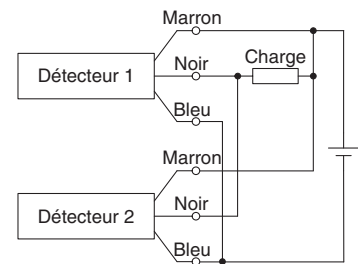 Marron
Noir
Charge
Détecteur 1
Bleu
Marron
Noir
Détecteur 2
Bleu